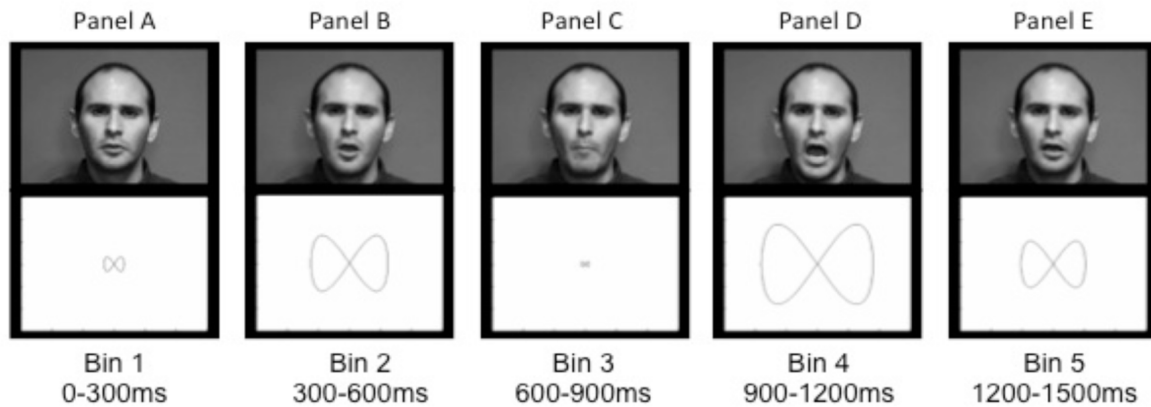 Panel A Panel B Panel C Panel D Panel E
Bin 1 Bin 2 Bin 3 Bin 4 Bin 5
0-300ms 300-600ms 600-900ms 900-1200ms 1200-1500ms